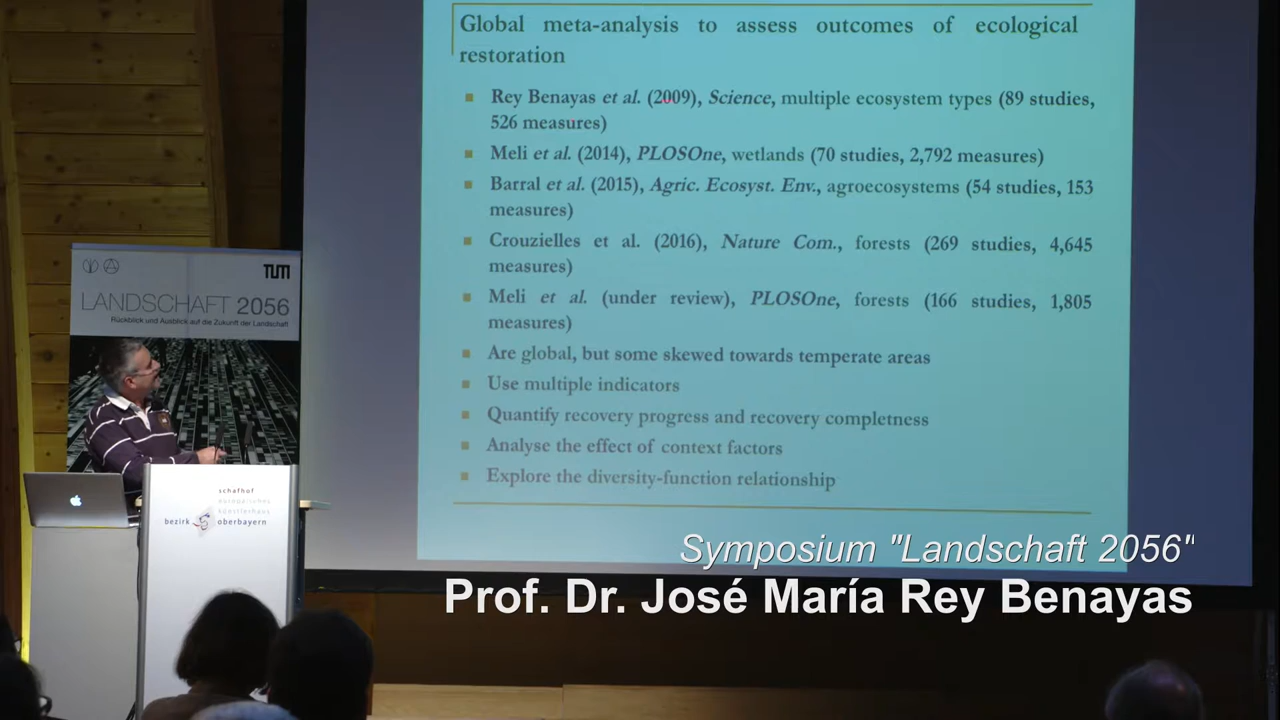 Global meta-analysis to assess outcomes of ecological
restoration
Rey Benayas et al. (2009), Science, multiple ecosystem types (89 studies,
526 measures)
Meli et al. (2014), PLOSOne, wetlands (70 studies, 2,792 measures)
Barral et al. (2015), Agric. Ecosyst. Env., agroecosystems (54 studies, 153
measures)
Crouzielles et al. (2016), Nature Com., forests (269 studies, 4,645
measures)
Meli et al. (under review), PLOSOne, forests (166 studies, 1,805
measures)
Are global, but some skewed towards temperate areas
Use multiple indicators
Quantify recovery progress and recovery completness
Analyse the effect of context factors
Explore the diversity-function relationship
TUM
LANDSCHAFT 2056
Rückblick und Ausblick auf die Zukunft der Landschaft
schafhof
europäisches
künstlerhaus
bezirk oberbayern
Symposium "Landschaft 2056"
Prof. Dr. José María Rey Benayas